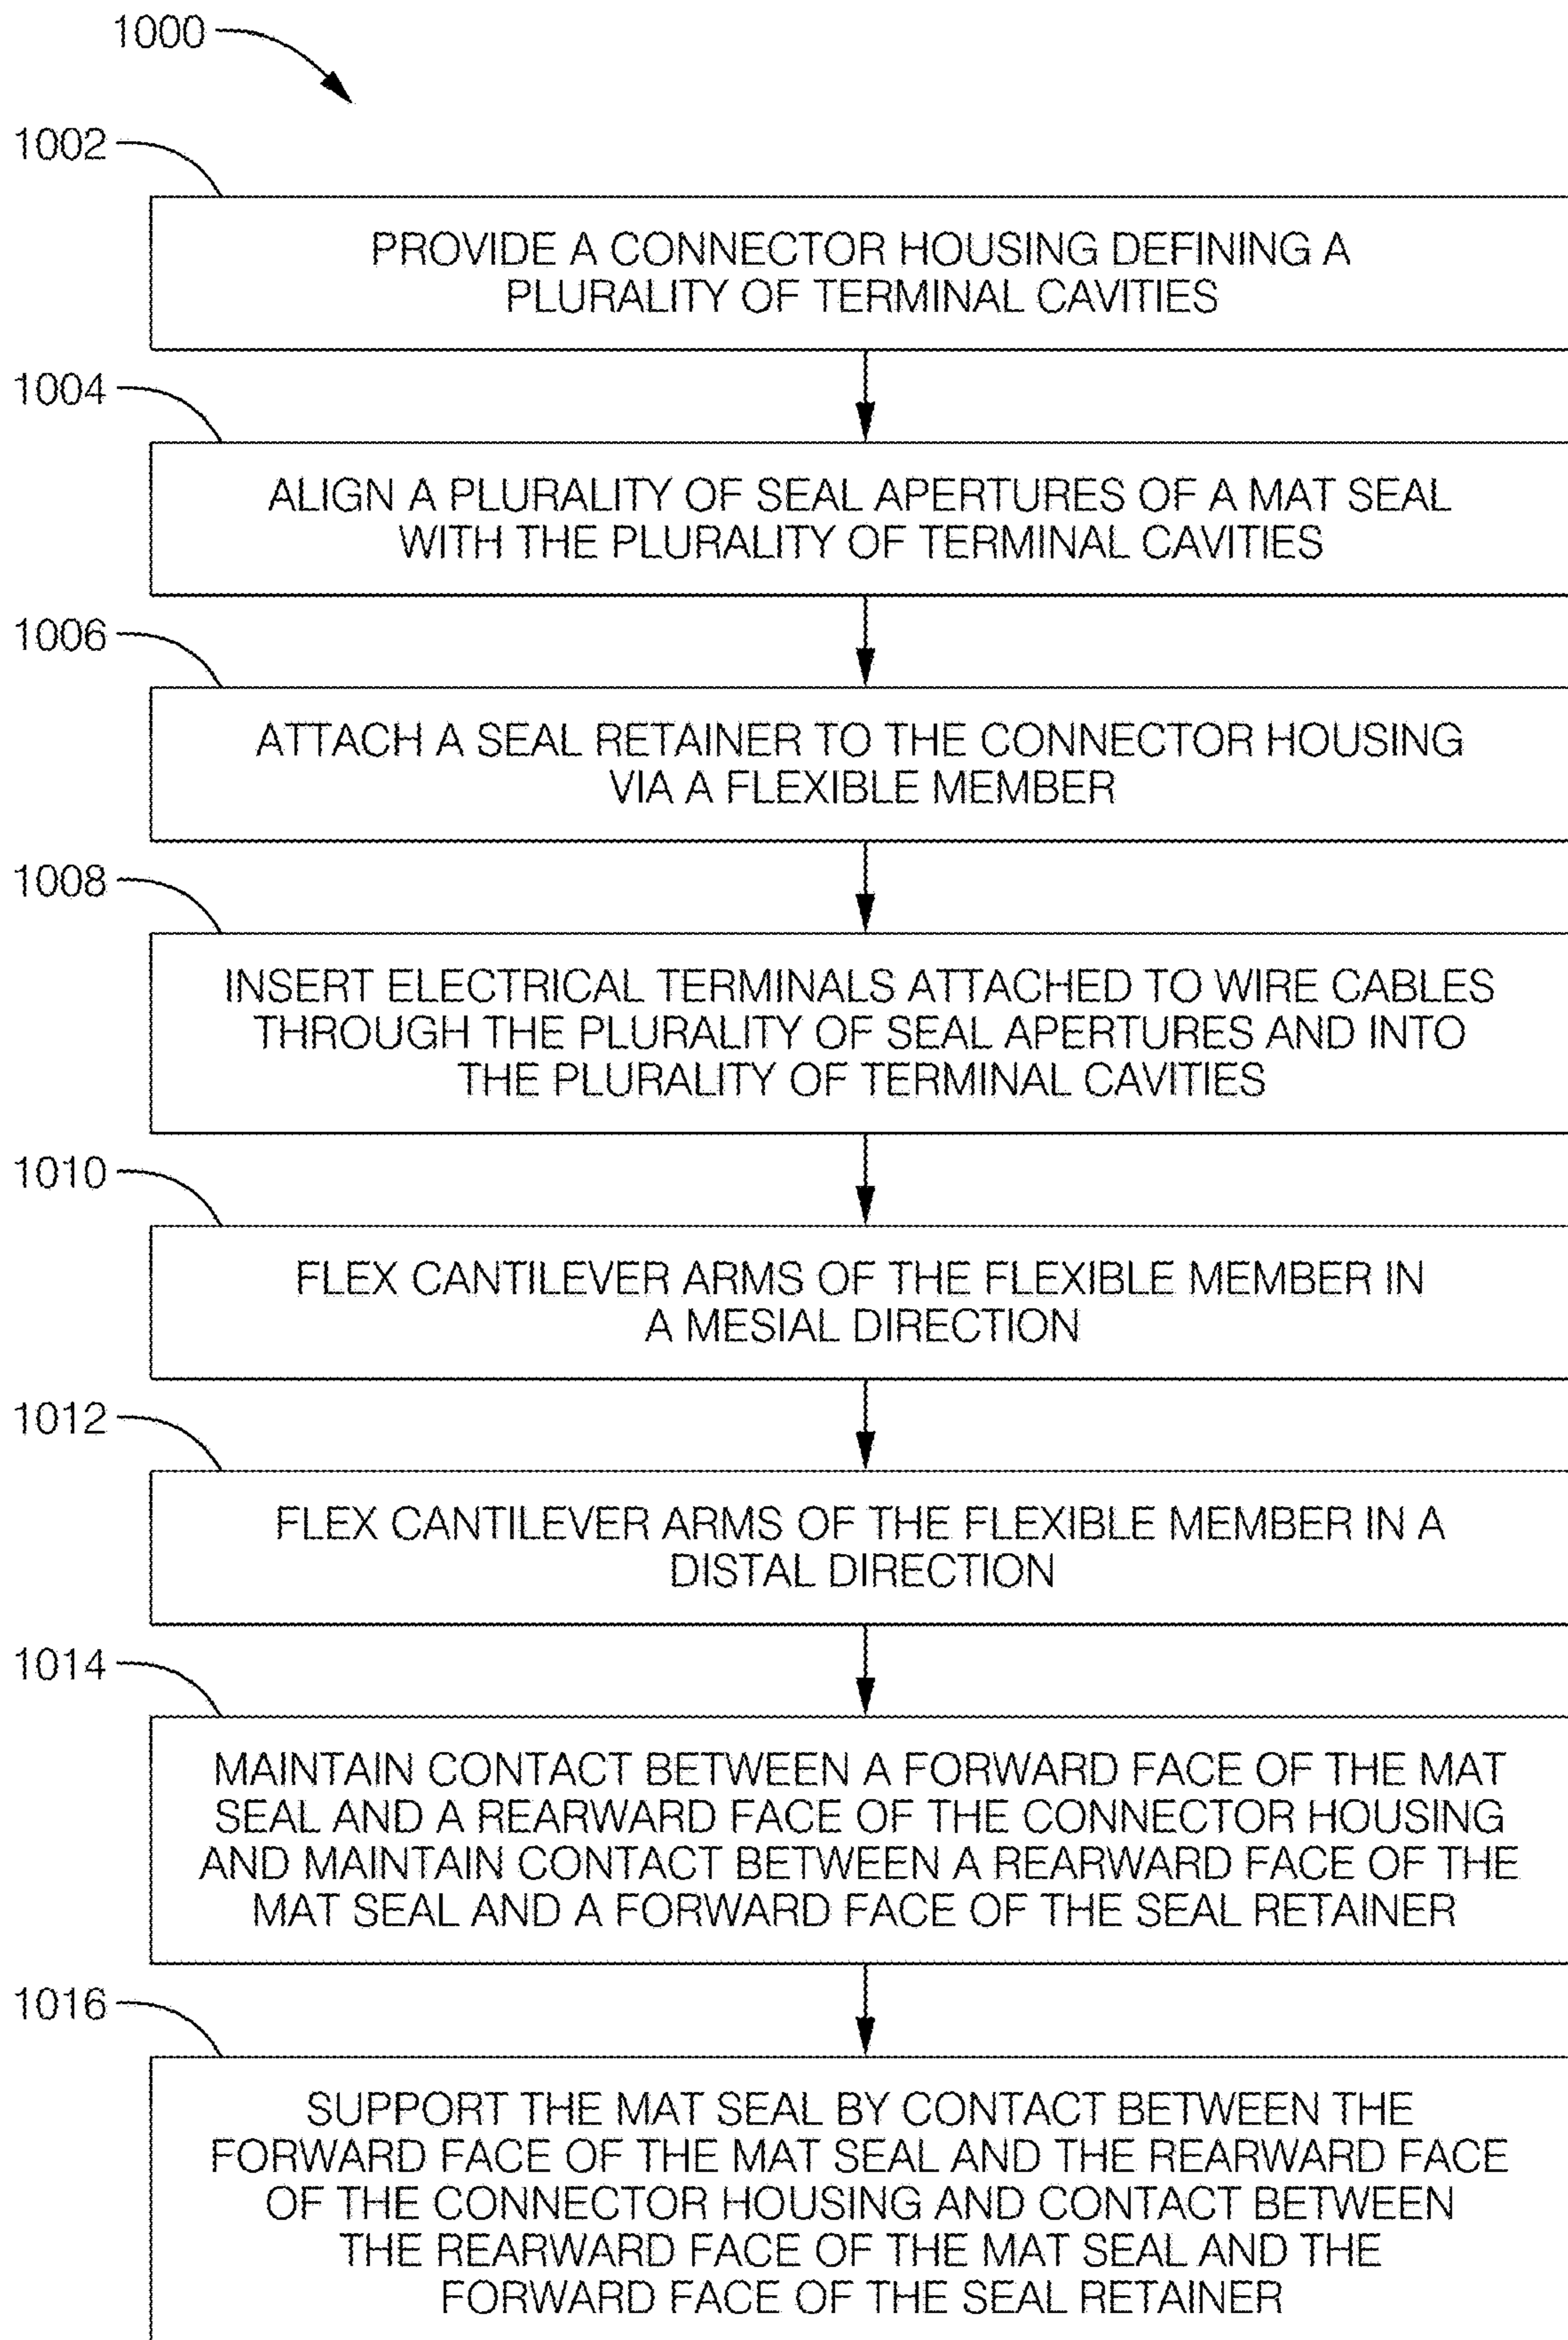 1000
1002
PROVIDE A CONNECTOR HOUSING DEFINING A
PLURALITY OF TERMINAL CAVITIES
1004
ALIGN A PLURALITY OF SEAL APERTURES OF A MAT SEAL
WITH THE PLURALITY OF TERMINAL CAVITIES
1006
ATTACH A SEAL RETAINER TO THE CONNECTOR HOUSING
VIA A FLEXIBLE MEMBER
1008
INSERT ELECTRICAL TERMINALS ATTACHED TO WIRE CABLES
THROUGH THE PLURALITY OF SEAL APERTURES AND INTO
THE PLURALITY OF TERMINAL CAVITIES
1010
FLEX CANTILEVER ARMS OF THE FLEXIBLE MEMBER IN
A MESIAL DIRECTION
1012
FLEX CANTILEVER ARMS OF THE FLEXIBLE MEMBER IN A
DISTAL DIRECTION
1014
MAINTAIN CONTACT BETWEEN A FORWARD FACE OF THE MAT
SEAL AND A REARWARD FACE OF THE CONNECTOR HOUSING
AND MAINTAIN CONTACT BETWEEN A REARWARD FACE OF THE
MAT SEAL AND A FORWARD FACE OF THE SEAL RETAINER
1016
SUPPORT THE MAT SEAL BY CONTACT BETWEEN THE
FORWARD FACE OF THE MAT SEAL AND THE REARWARD FACE
OF THE CONNECTOR HOUSING AND CONTACT BETWEEN
THE REARWARD FACE OF THE MAT SEAL AND THE
FORWARD FACE OF THE SEAL RETAINER